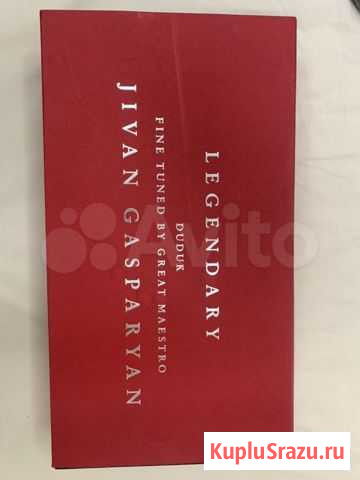 LEGENDARY
DUDUK
FINE TUNED BY GREAT MAESTRO
JIVAN GASPARYAN
Avito
KupluSrazu.ru